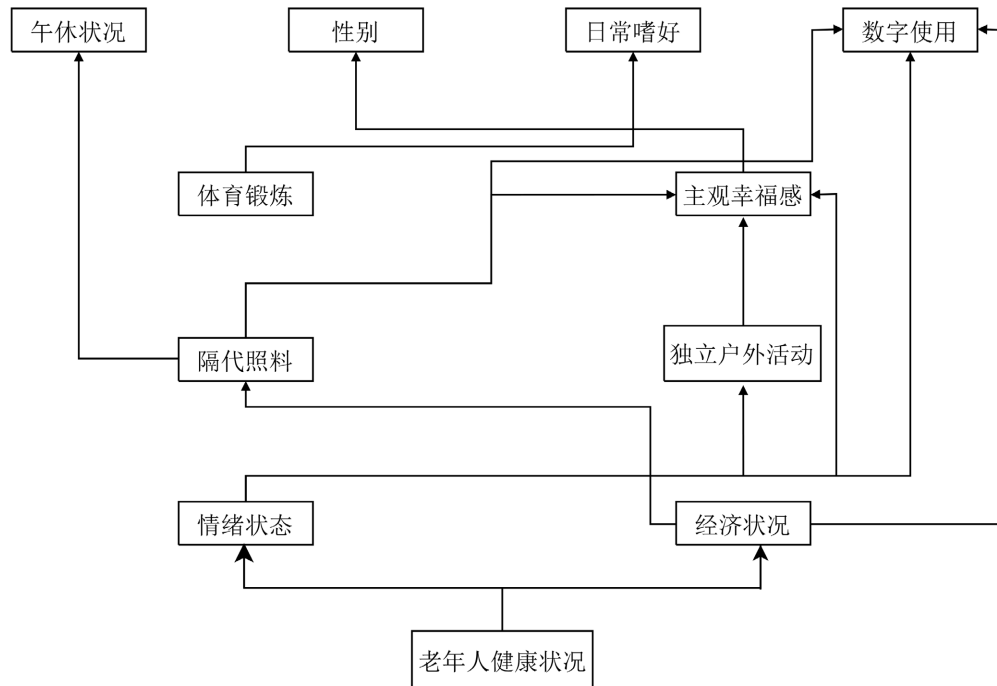 午休状况
性别
日常嗜好
数字使用
体育锻炼
主观幸福感
隔代照料
独立户外活动
情绪状态
经济状况
老年人健康状况